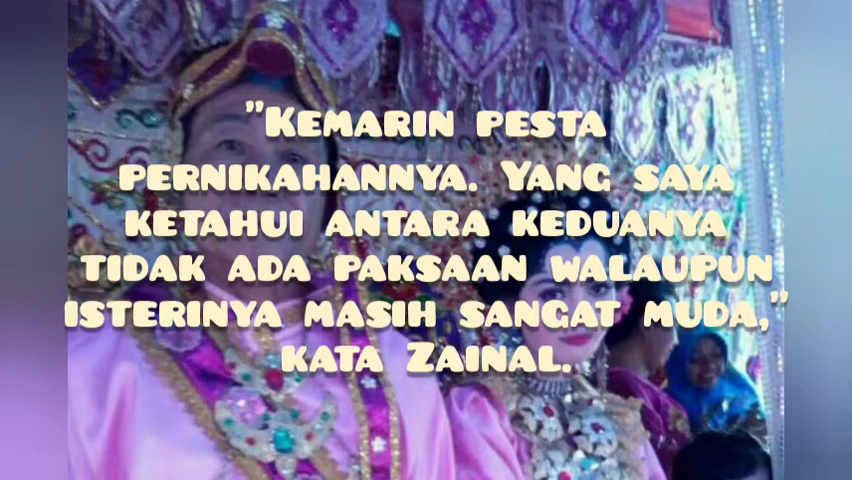 "Kemarin pesta
pernikahannya. Yang saya
ketahui antara keduanya
tidak ada paksaan walaupun
isterinya masih sangat muda,"
kata Zainal.